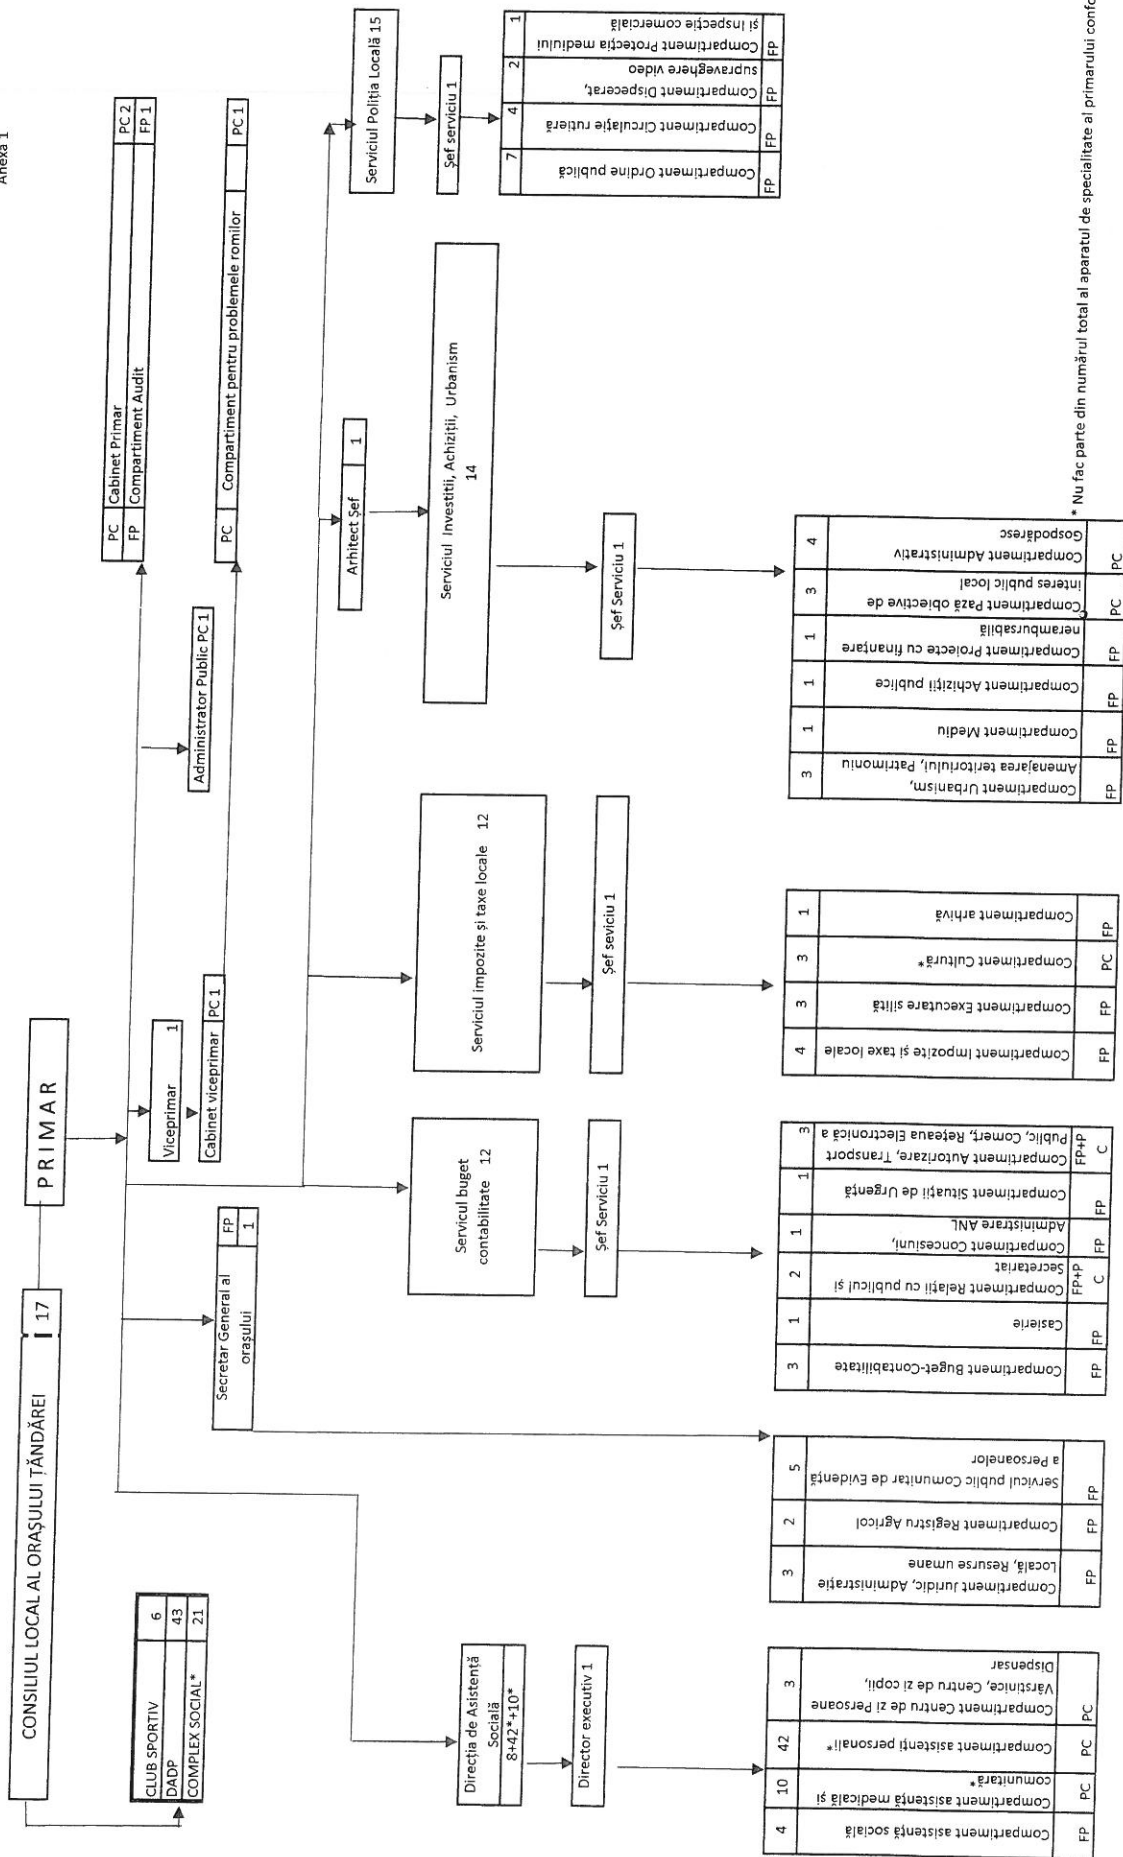 Anexa 1
CONSILIUL LOCAL AL ORAȘULUI ȚĂNDĂREI
17
PRIMAR
CLUB SPORTIV 6
DADP 43
COMPLEX SOCIAL* 21
PC Cabinet Primar PC 2
FP Compartiment Audit FP 1
Viceprimar 1
Cabinet viceprimar PC 1
Administrator Public PC 1
PC Compartiment pentru problemele romilor PC 1
Secretar General al
orașului
FP
1
Direcția de Asistență
Socială
8+42*+10*
Director executiv 1
Servicul buget
contabilitate 12
Șef Serviciu 1
Serviciul impozite și taxe locale 12
Șef seviciu 1
Arhitect Șef 1
Serviciul Investitii, Achiziții, Urbanism
14
Șef Serviciu 1
Serviciul Poliția Locală 15
Șef serviciu 1
4
Compartiment asistență socială
FP
10
Compartiment asistență medicală și
comunitară*
PC
42
Compartiment asistenți personali*
PC
3
Compartiment Centru de zi Persoane
Vârstinice, Centru de zi copii,
Dispensar
PC
3
Compartiment Juridic, Administrație
Locală, Resurse umane
FP
2
Compartiment Registru Agricol
FP
5
Servicul public Comunitar de Evidență
a Persoanelor
FP
3
Compartiment Buget-Contabilitate
FP
1
Casierie
FP
2
Compartiment Relații cu publicul și
Secretariat
FP+P
C
1
Compartiment Concesiuni,
Administrare ANL
FP
1
Compartiment Situații de Urgență
FP
3
Compartiment Autorizare, Transport
Public, Comerț, Rețeaua Electronică a
FP+P
C
4
Compartiment Impozite și taxe locale
FP
3
Compartiment Executare silită
FP
3
Compartiment Cultură*
PC
1
Compartiment arhivă
FP
3
Compartiment Urbanism,
Amenajarea teritoriului, Patrimoniu
FP
1
Compartiment Mediu
FP
1
Compartiment Achiziții publice
FP
1
Compartiment Proiecte cu finanțare
nerambursabilă
FP
3
Compartiment Pază obiective de
interes public local
PC
4
Compartiment Administrativ
Gospodăresc
PC
7
Compartiment Ordine publică
FP
4
Compartiment Circulație rutieră
FP
2
Compartiment Dispecerat,
supraveghere video
FP
1
Compartiment Protecția mediului
și Inspecție comercială
FP
* Nu fac parte din numărul total al aparatul de specialitate al primarului confo